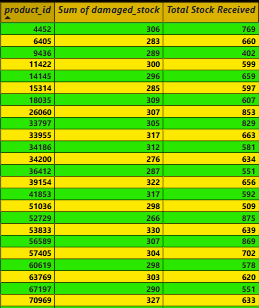 product_id Sum of damaged_stock Total Stock Received
4452 306 769
6405 283 660
9436 289 402
11422 300 599
14145 296 659
15314 285 597
18035 309 607
26060 307 853
33797 305 829
33955 317 663
34186 312 581
34200 276 634
36412 287 551
39154 322 656
41853 317 592
51036 298 509
52729 266 875
53833 330 639
56589 307 869
57405 304 702
60619 298 578
63769 303 620
67197 290 551
70969 327 633